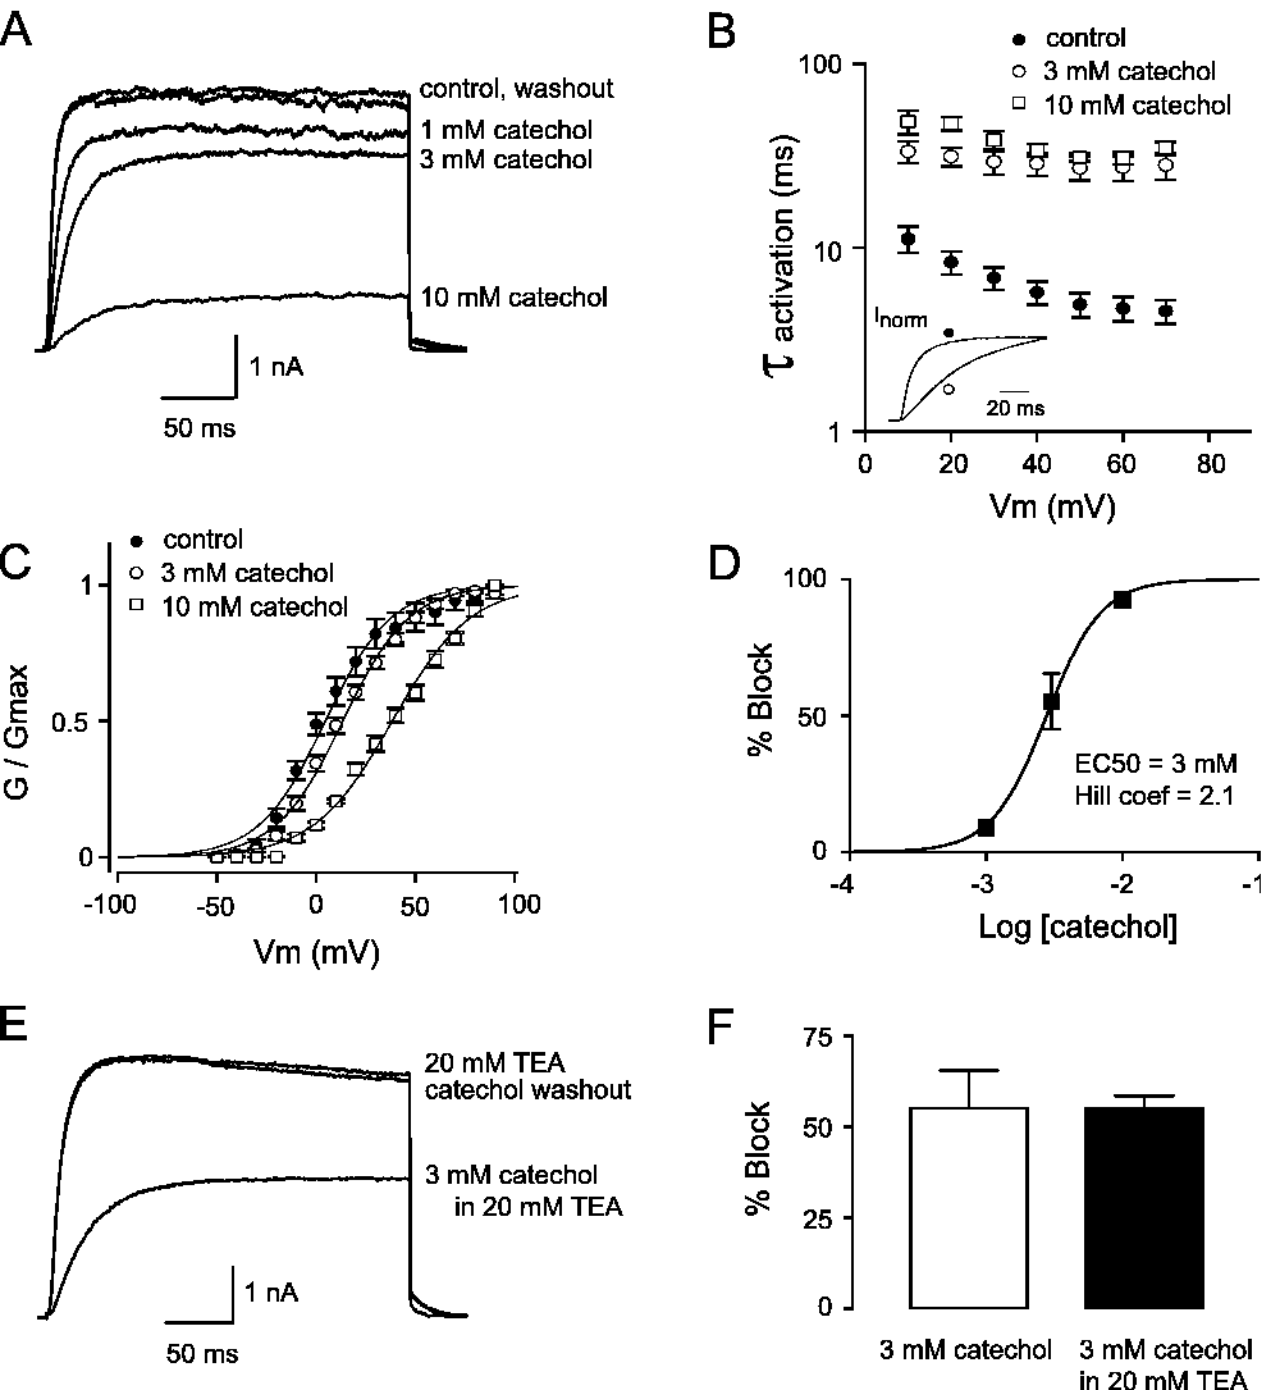 A
control, washout
1 mM catechol
3 mM catechol
10 mM catechol
1 nA
50 ms
B
control
3 mM catechol
10 mM catechol
100
10
1
τ activation (ms)
Inorm
20 ms
0 20 40 60 80
Vm (mV)
C
control
3 mM catechol
10 mM catechol
1
0.5
0
G / Gmax
-100 -50 0 50 100
Vm (mV)
D
100
50
0
% Block
EC50 = 3 mM
Hill coef = 2.1
-4 -3 -2 -1
Log [catechol]
E
20 mM TEA
catechol washout
3 mM catechol
in 20 mM TEA
1 nA
50 ms
F
75
50
25
0
% Block
3 mM catechol
3 mM catechol
in 20 mM TEA